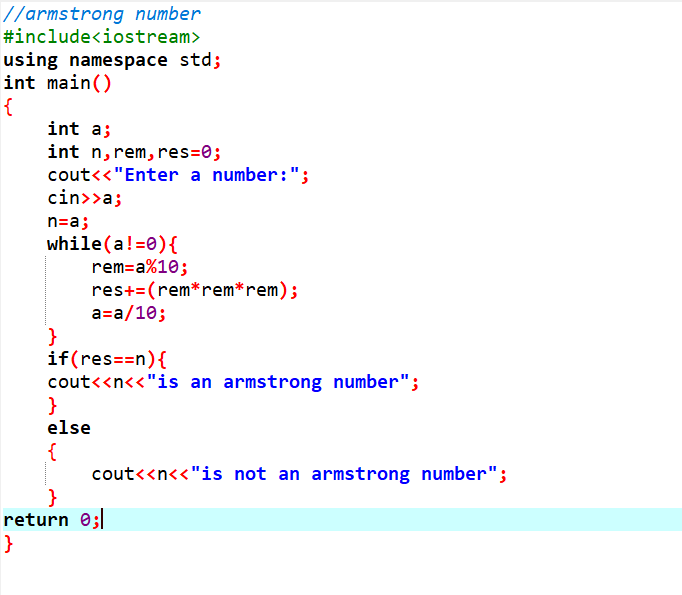 //armstrong number
#include<iostream>
using namespace std;
int main()
{
    int a;
    int n,rem,res=0;
    cout<<"Enter a number:";
    cin>>a;
    n=a;
    while(a!=0){
        rem=a%10;
        res+=(rem*rem*rem);
        a=a/10;
    }
    if(res==n){
    cout<<n<<"is an armstrong number";
    }
    else
    {
        cout<<n<<"is not an armstrong number";
    }
return 0;
}